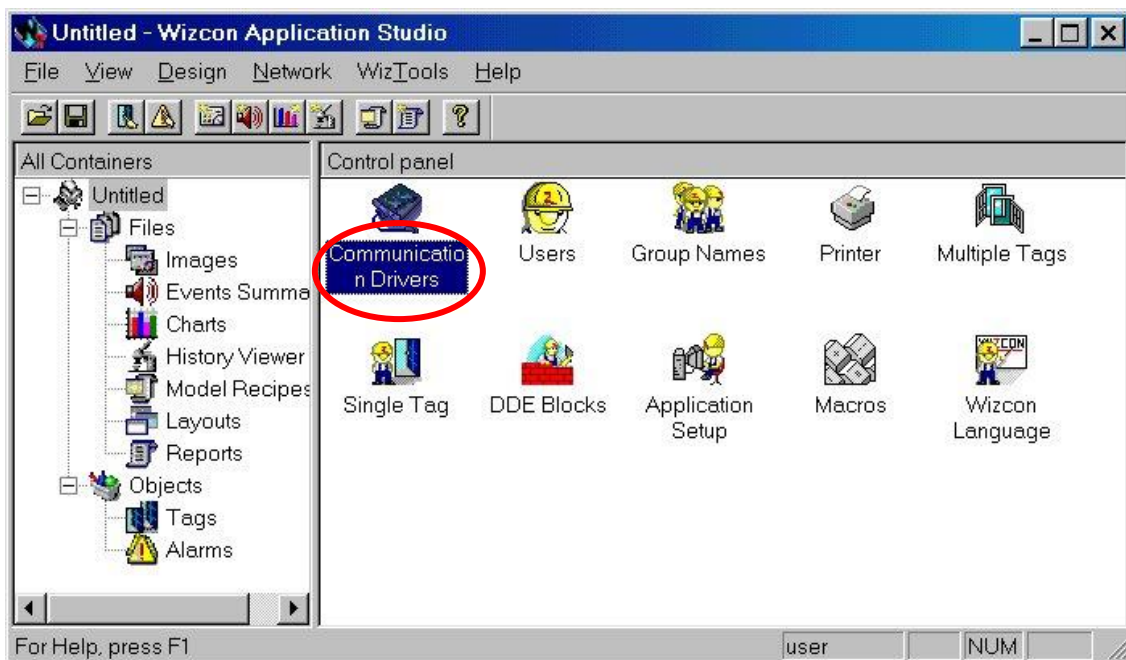 Untitled - Wizcon Application Studio
File View Design Network WizTools Help
All Containers
Control panel
Untitled
Files
Images
Events Summa
Charts
History Viewer
Model Recipes
Layouts
Reports
Objects
Tags
Alarms
Communicatio
n Drivers
Users
Group Names
Printer
Multiple Tags
Single Tag
DDE Blocks
Application
Setup
Macros
WIZCON
Wizcon
Language
For Help, press F1
user
NUM